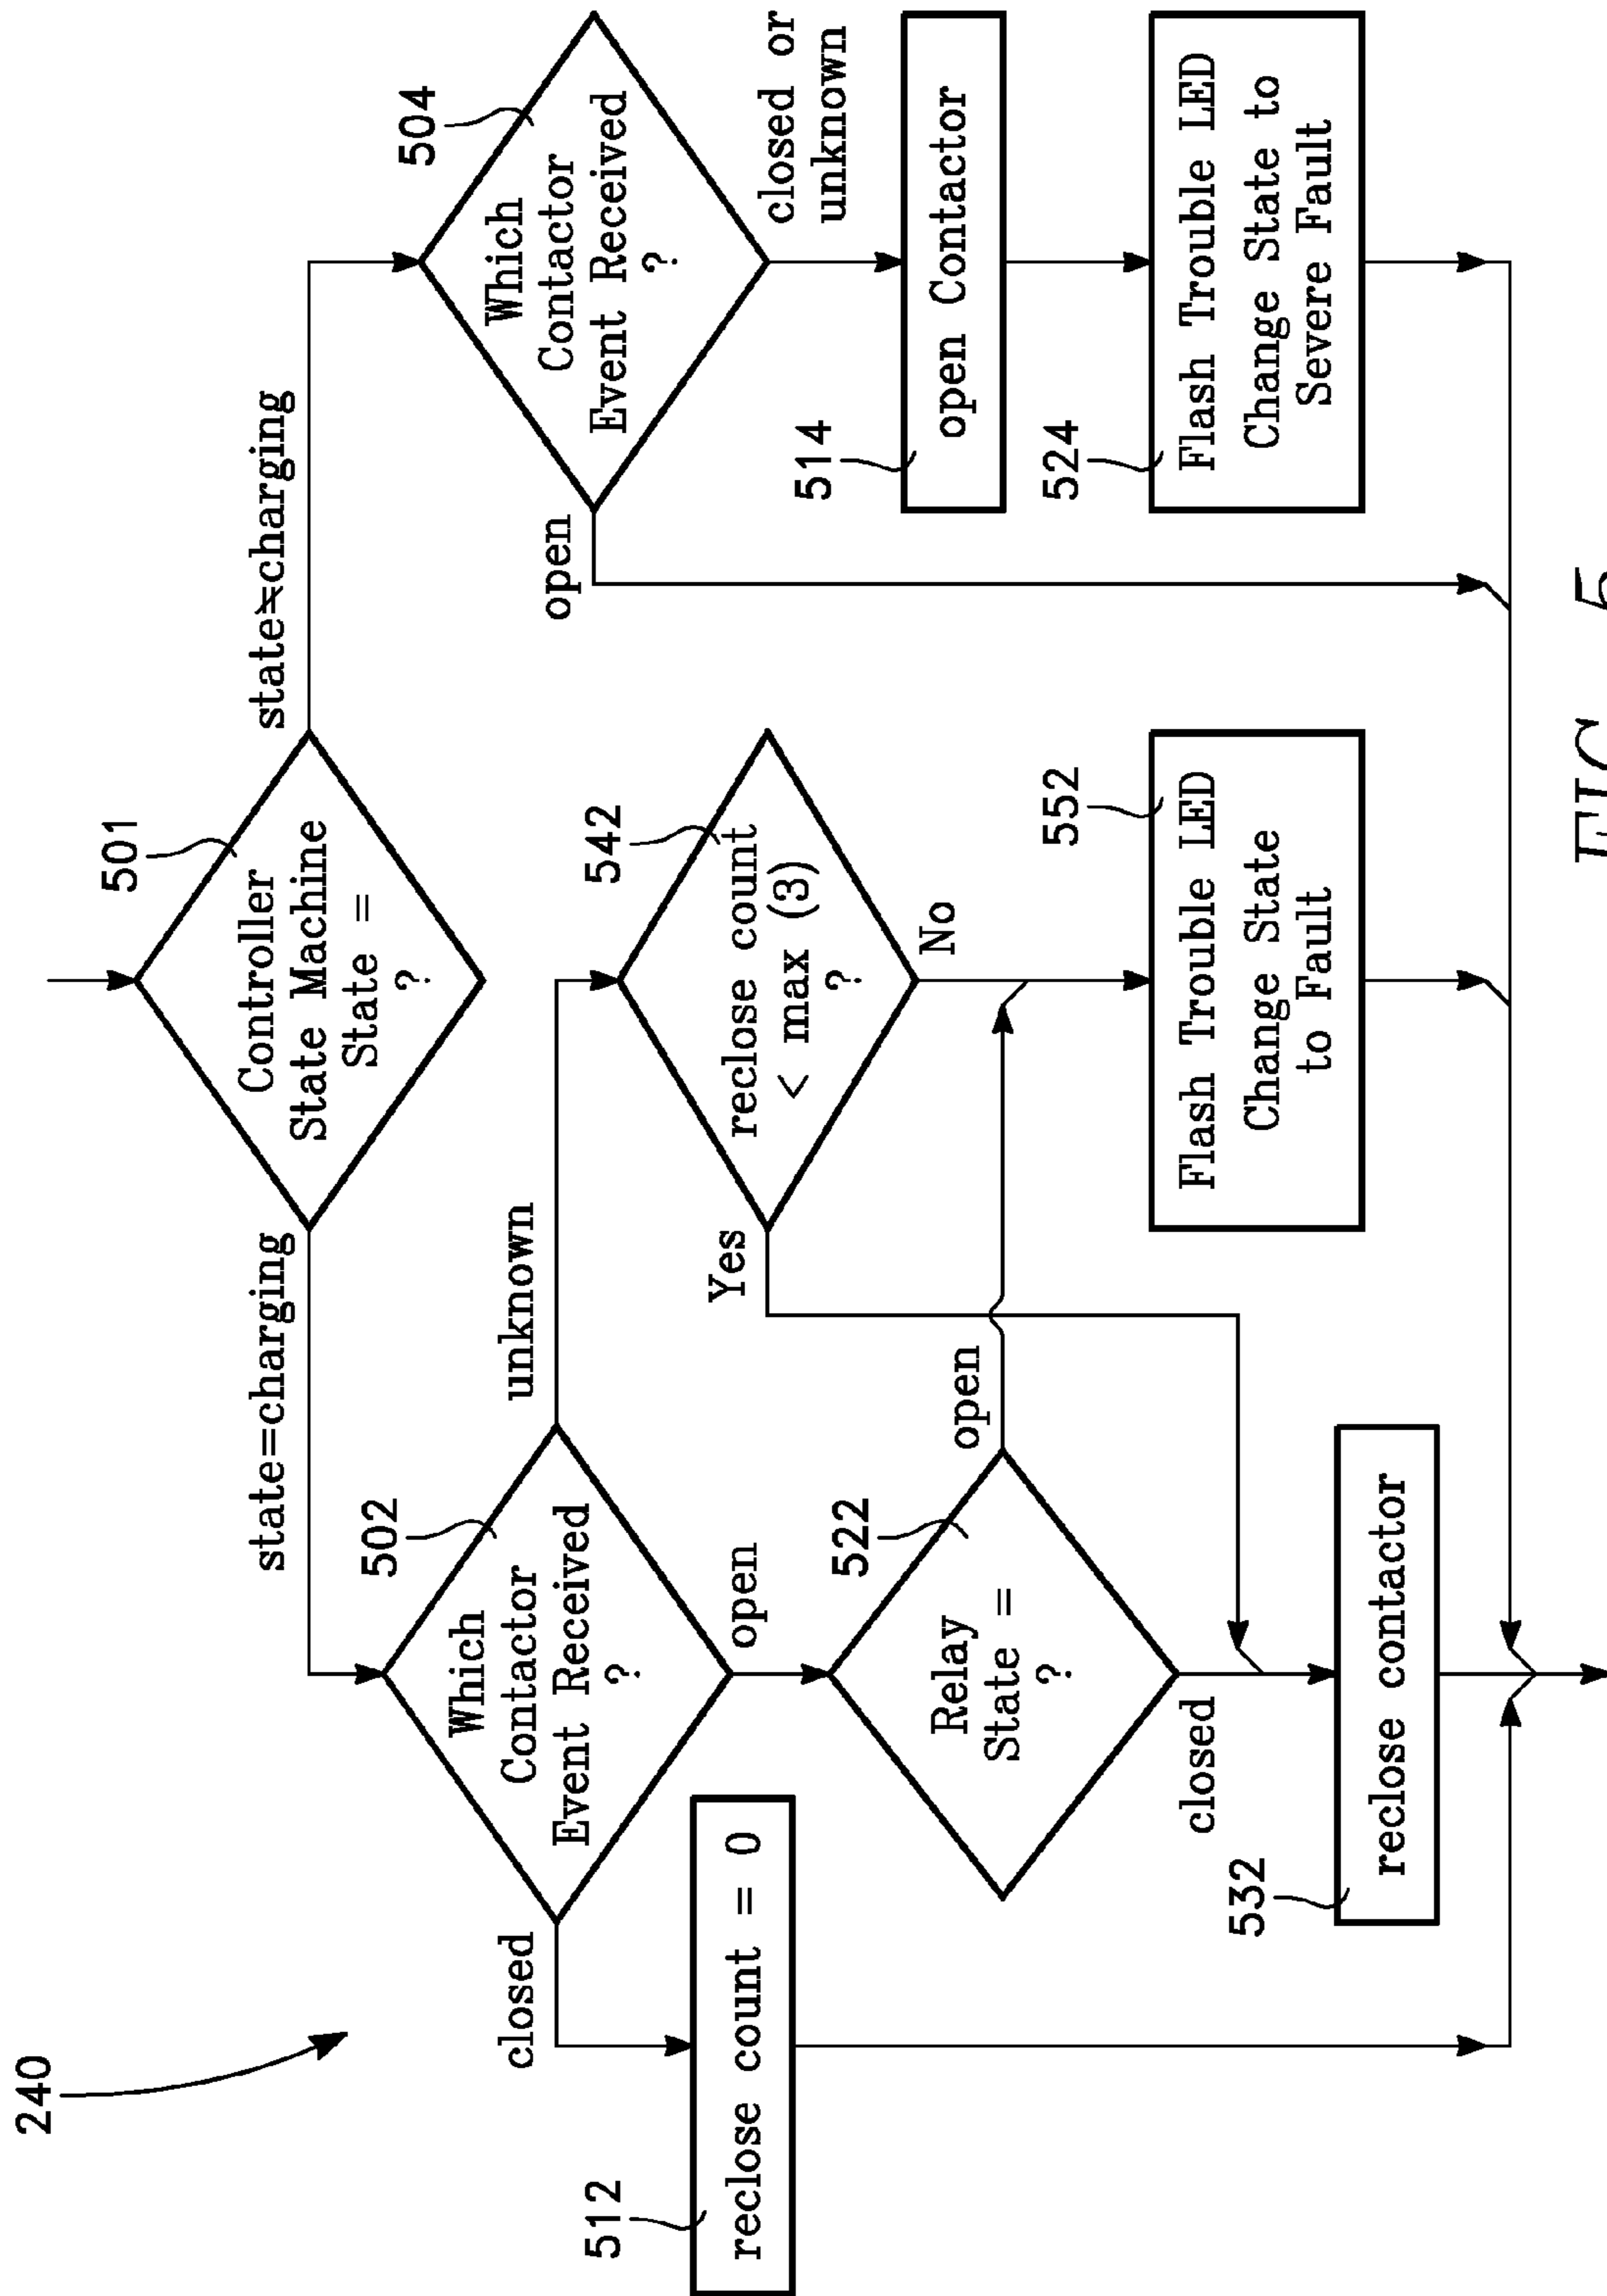 240
501
Controller
State Machine
State =
?
state=charging
state≠charging
502
Which
Contactor
Event Received
?
closed
unknown
open
504
Which
Contactor
Event Received
?
open
closed or
unknown
512
reclose count = 0
522
Relay
State =
?
open
closed
542
reclose count
< max (3)
?
Yes
No
514
open Contactor
532
reclose contactor
552
Flash Trouble LED
Change State
to Fault
524
Flash Trouble LED
Change State to
Severe Fault
FIG. 5